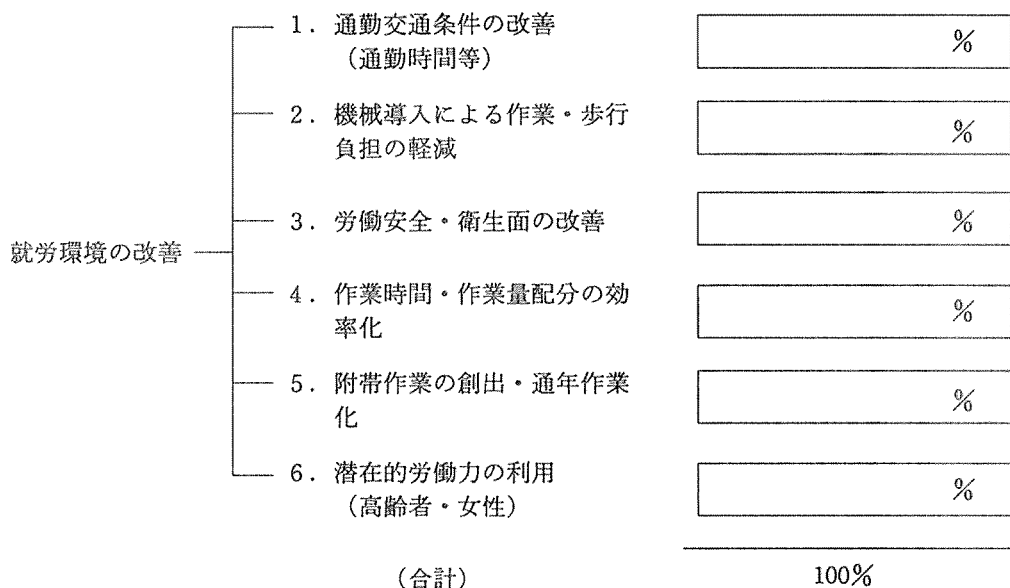 1. 通勤交通条件の改善
(通勤時間等)
%
2. 機械導入による作業・歩行
負担の軽減
%
3. 労働安全・衛生面の改善
%
就労環境の改善
4. 作業時間・作業量配分の効
率化
%
5. 附帯作業の創出・通年作業
化
%
6. 潜在的労働力の利用
(高齢者・女性)
%
(合計)
100%